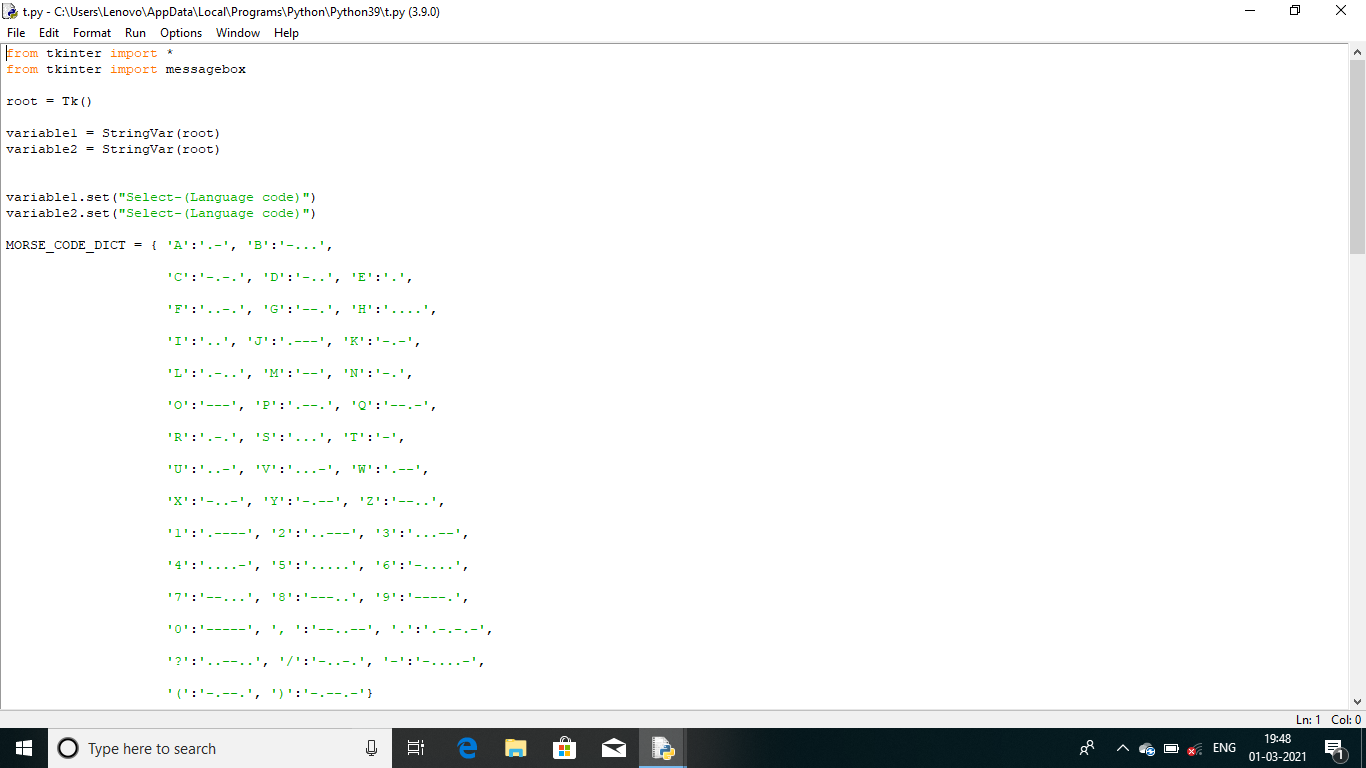 t.py - C:\Users\Lenovo\AppData\Local\Programs\Python\Python39\t.py (3.9.0)
File Edit Format Run Options Window Help
from tkinter import *
from tkinter import messagebox
root = Tk()
variable1 = StringVar(root)
variable2 = StringVar(root)
variable1.set("Select-(Language code)")
variable2.set("Select-(Language code)")
MORSE_CODE_DICT = { 'A':'.-', 'B':'-...',
'C':'-.-.', 'D':'-..', 'E':'.',
'F':'..-.', 'G':'--.', 'H':'....',
'I':'..', 'J':'.---', 'K':'-.-',
'L':'.-..', 'M':'--', 'N':'-.',
'O':'---', 'P':'.--.', 'Q':'--.-',
'R':'.-.', 'S':'...', 'T':'-',
'U':'..-', 'V':'...-', 'W':'.--',
'X':'-..-', 'Y':'-.--', 'Z':'--..',
'1':'.----', '2':'..---', '3':'...--',
'4':'....-', '5':'.....', '6':'-....',
'7':'--...', '8':'---..', '9':'----.',
'0':'-----', ', ':'--..--', '.':'.-.-.-',
'?':'..--..', '/':'-..-.', '-':'-....-',
'(':'-.--.', ')':'-.--.-'}
Ln: 1 Col: 0
Type here to search
ENG
19:48
01-03-2021
1